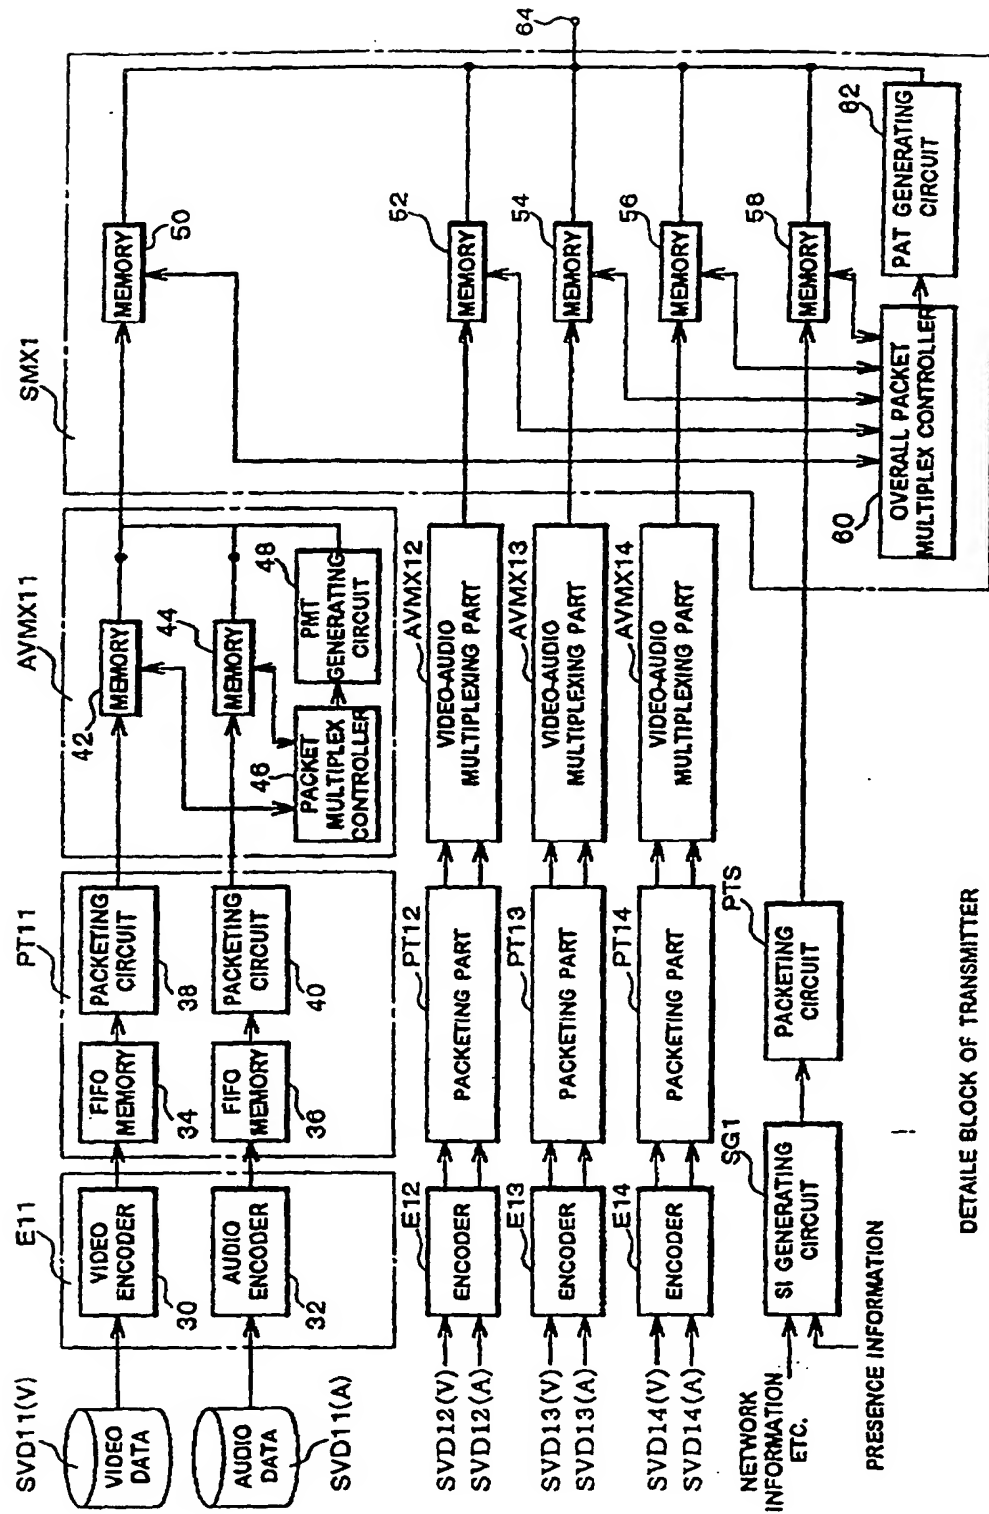 SVD11(V)
VIDEO
DATA
AUDIO
DATA
SVD11(A)
E11
VIDEO
ENCODER
30
AUDIO
ENCODER
32
PT11
FIFO
MEMORY
34
PACKETING
CIRCUIT
38
FIFO
MEMORY
36
PACKETING
CIRCUIT
40
AVMX11
42
MEMORY
44
MEMORY
46
PACKET
MULTIPLEX
CONTROLLER
48
PMT
GENERATING
CIRCUIT
SMX1
MEMORY
50
SVD12(V)
SVD12(A)
E12
ENCODER
PT12
PACKETING PART
AVMX12
VIDEO-AUDIO
MULTIPLEXING PART
52
MEMORY
64
SVD13(V)
SVD13(A)
E13
ENCODER
PT13
PACKETING PART
AVMX13
VIDEO-AUDIO
MULTIPLEXING PART
54
MEMORY
SVD14(V)
SVD14(A)
E14
ENCODER
PT14
PACKETING PART
AVMX14
VIDEO-AUDIO
MULTIPLEXING PART
56
MEMORY
NETWORK
INFORMATION
ETC.
PRESENCE INFORMATION
SG1
SI GENERATING
CIRCUIT
PTS
PACKETING
CIRCUIT
58
MEMORY
60
OVERALL PACKET
MULTIPLEX CONTROLLER
62
PAT GENERATING
CIRCUIT
DETAILE BLOCK OF TRANSMITTER